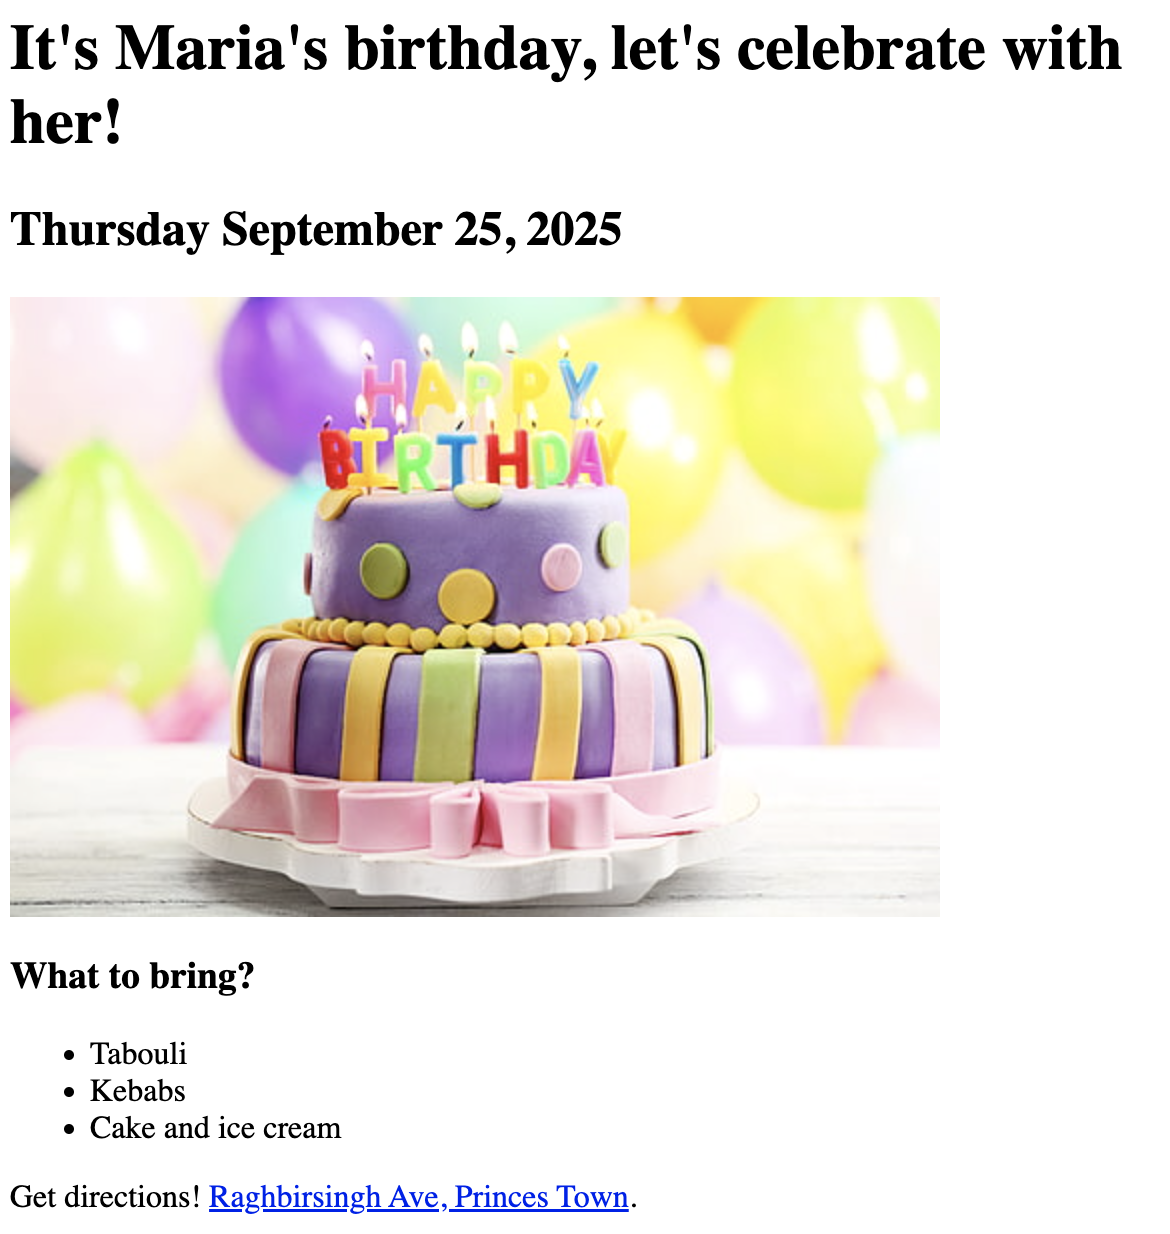 It's Maria's birthday, let's celebrate with
her!
Thursday September 25, 2025
HAPPY
BIRTHDAY
What to bring?
Tabouli
Kebabs
Cake and ice cream
Get directions! Raghbirsingh Ave, Princes Town.